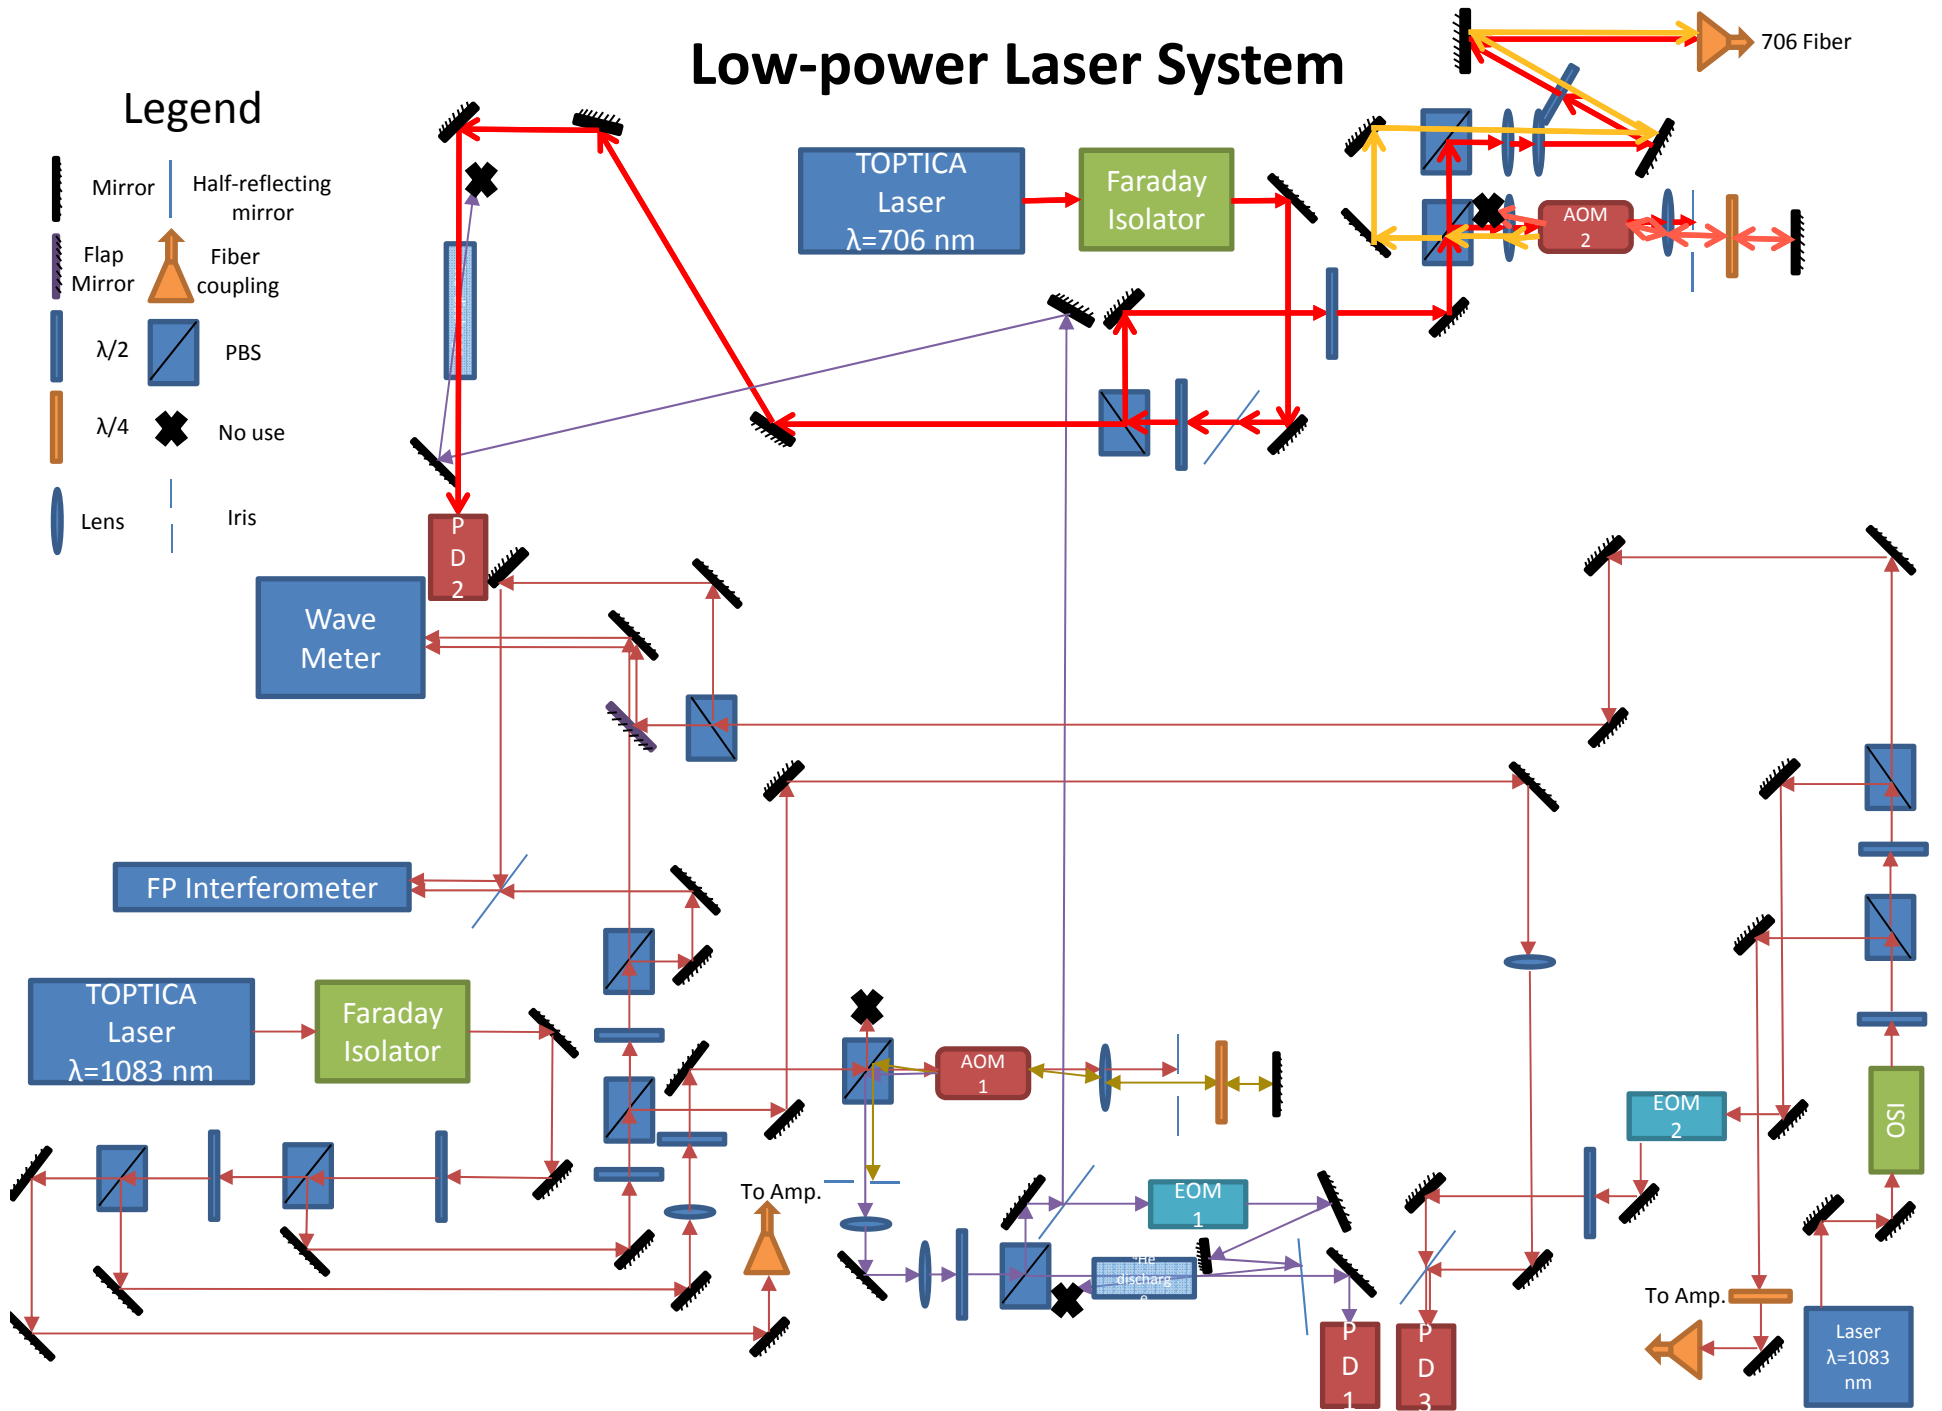 Low-power Laser System
Legend
Mirror
Half-reflecting
mirror
Flap
Mirror
Fiber
coupling
λ/2
PBS
λ/4
No use
Lens
Iris
706 Fiber
TOPTICA
Laser
λ=706 nm
Faraday
Isolator
AOM
2
P
D
2
Wave
Meter
FP Interferometer
TOPTICA
Laser
λ=1083 nm
Faraday
Isolator
AOM
1
EOM
2
OSI
To Amp.
EOM
1
discharg
e
To Amp.
P
D
1
P
D
3
Laser
λ=1083
nm